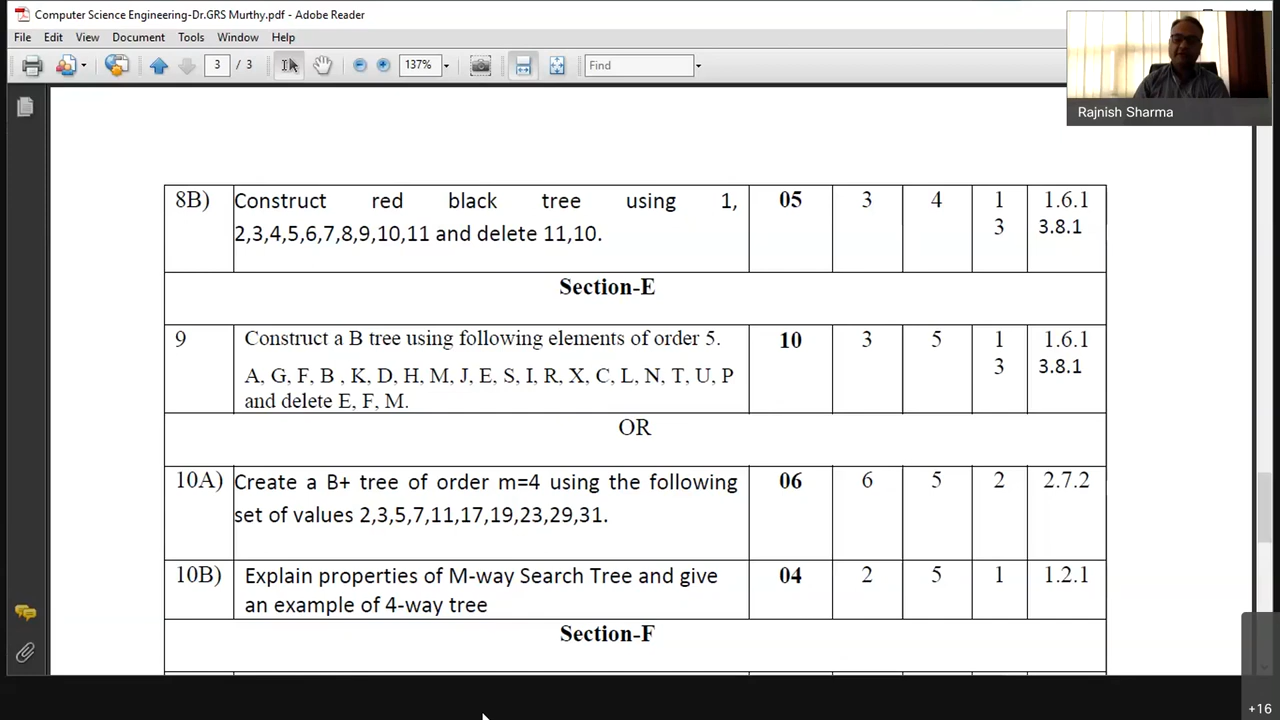 Computer Science Engineering-Dr.GRS Murthy.pdf - Adobe Reader
File Edit View Document Tools Window Help
3 / 3 137% Find
Rajnish Sharma
8B) Construct red black tree using 1, 05 3 4 1 1.6.1
2,3,4,5,6,7,8,9,10,11 and delete 11,10. 3 3.8.1
Section-E
9 Construct a B tree using following elements of order 5. 10 3 5 1 1.6.1
A, G, F, B , K, D, H, M, J, E, S, I, R, X, C, L, N, T, U, P 3 3.8.1
and delete E, F, M.
OR
10A) Create a B+ tree of order m=4 using the following 06 6 5 2 2.7.2
set of values 2,3,5,7,11,17,19,23,29,31.
10B) Explain properties of M-way Search Tree and give 04 2 5 1 1.2.1
an example of 4-way tree
Section-F
+16